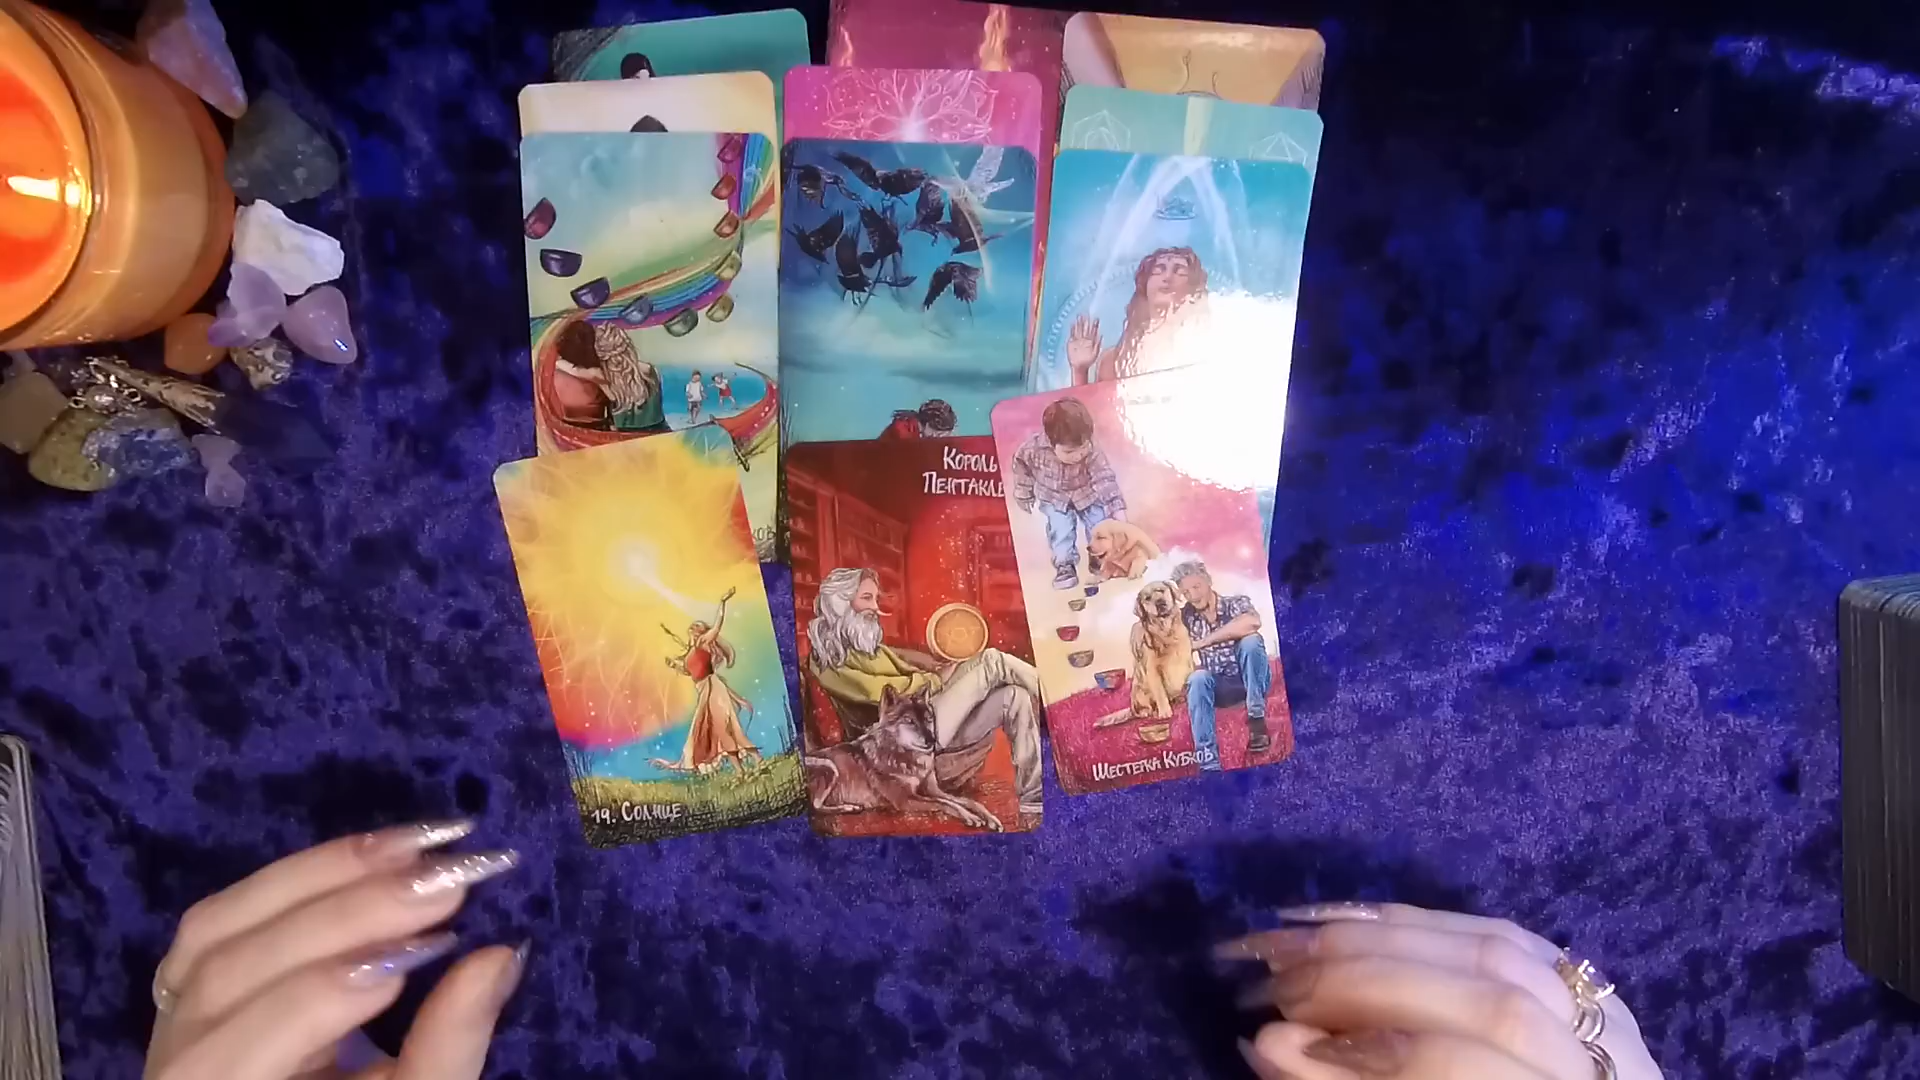 Король
Пентакле
19. Солнце
Шестерка Кубков